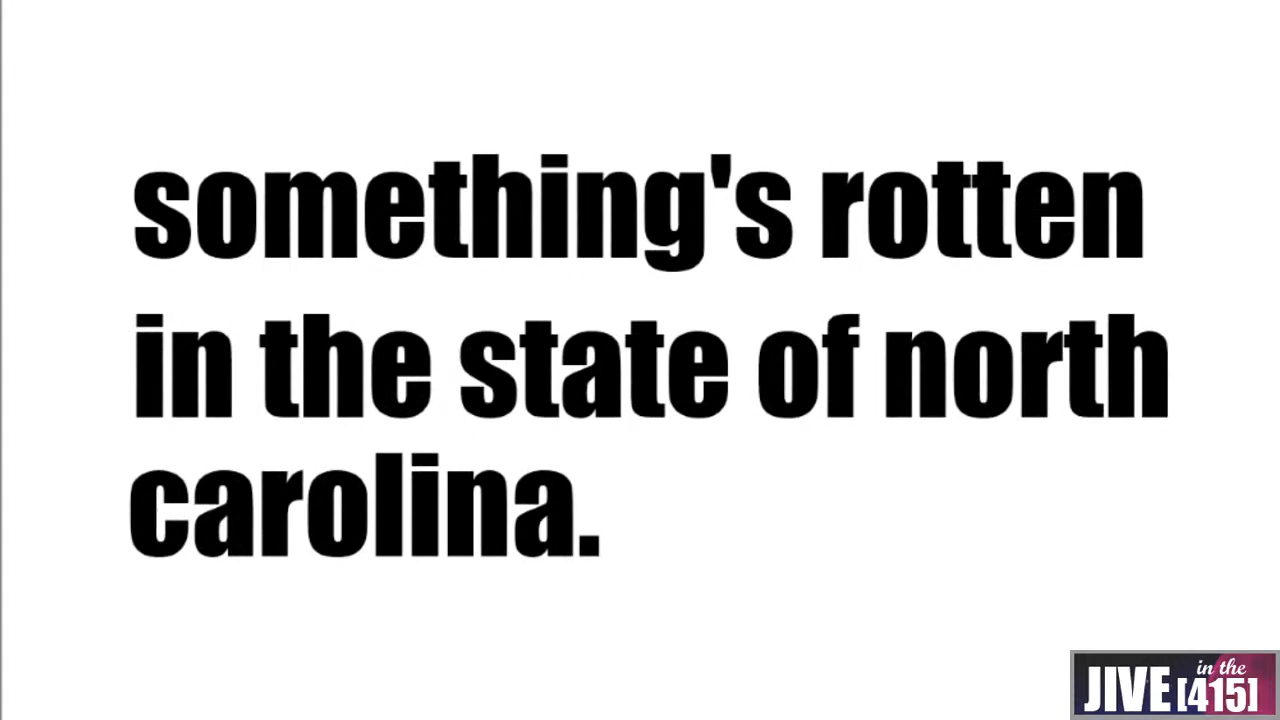 something's rotten
in the state of north
carolina.
JIVE in the [415]